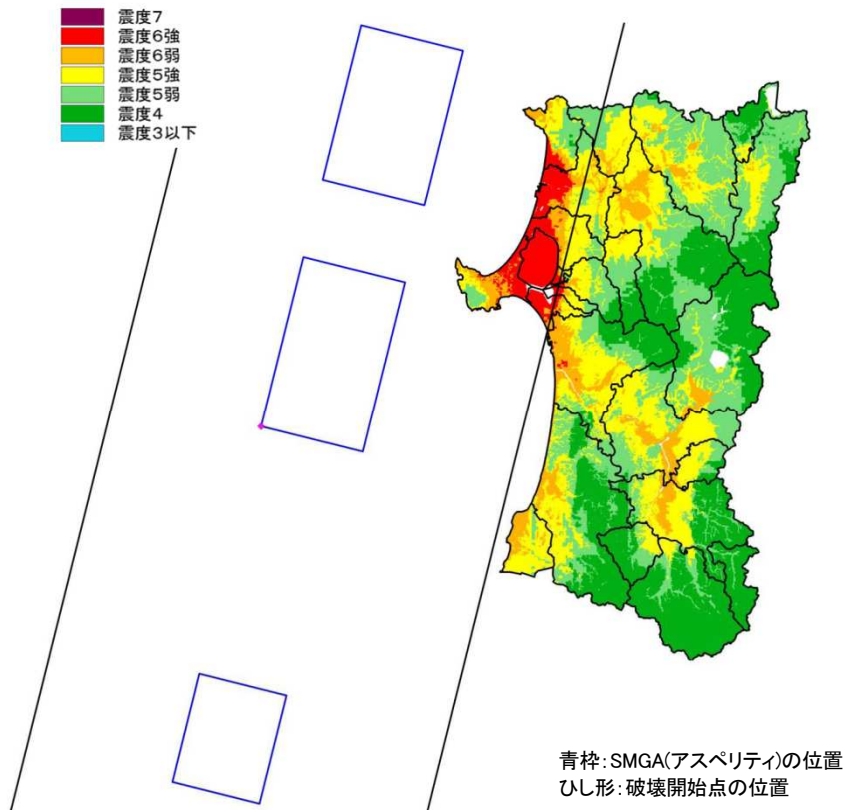 震度7
震度6強
震度6弱
震度5強
震度5弱
震度4
震度3以下
青枠:SMGA(アスペリティ)の位置
ひし形:破壊開始点の位置